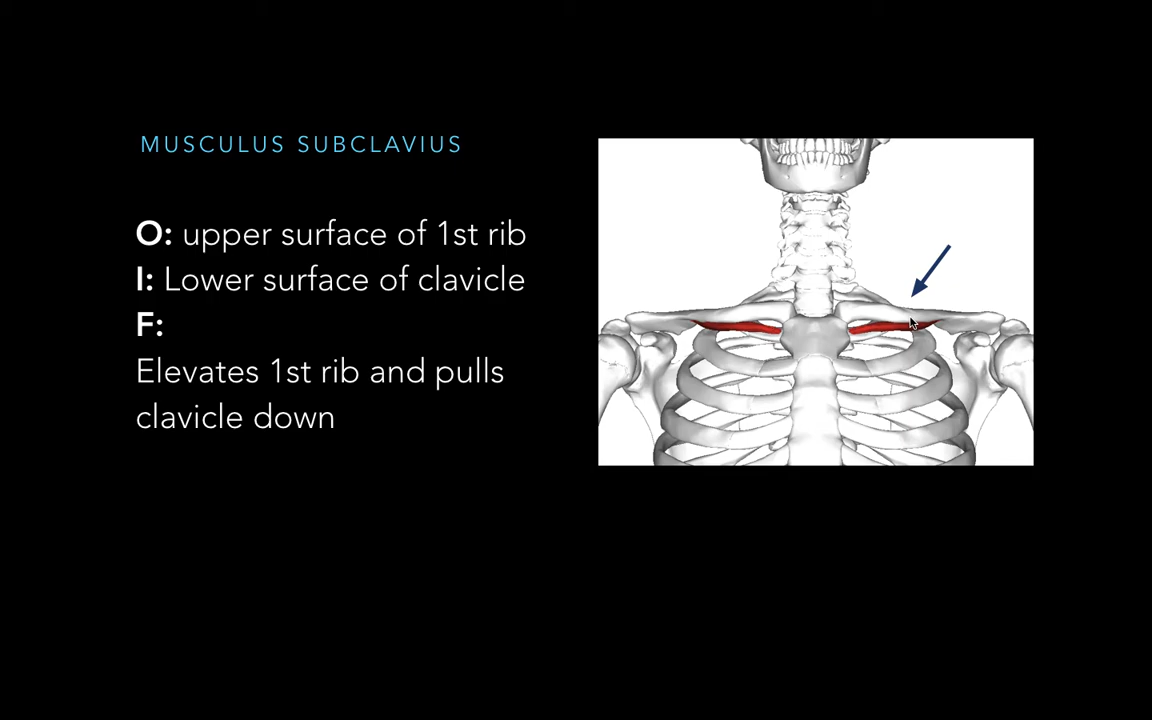 MUSCULUS SUBCLAVIUS
O: upper surface of 1st rib
I: Lower surface of clavicle
F:
Elevates 1st rib and pulls
clavicle down